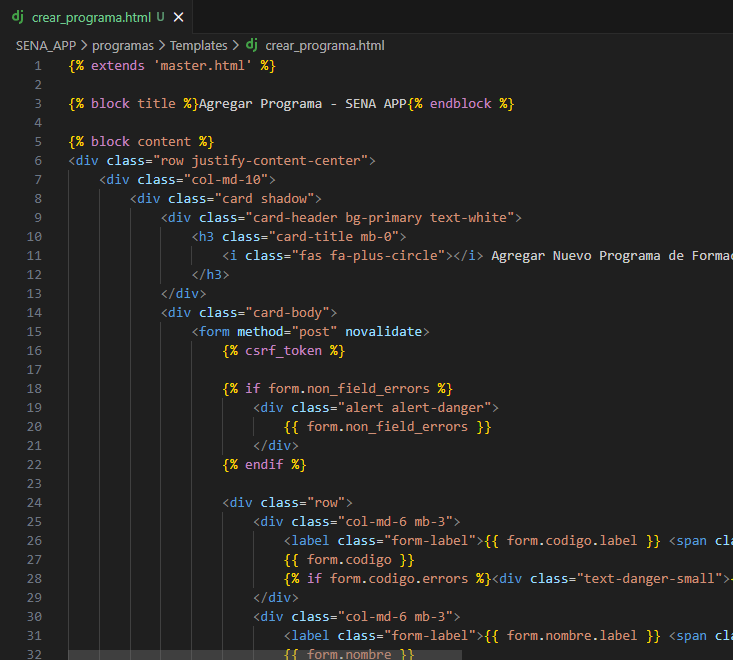 crear_programa.html U
SENA_APP > programas > Templates > crear_programa.html
1 {% extends 'master.html' %}
2
3 {% block title %}Agregar Programa - SENA APP{% endblock %}
4
5 {% block content %}
6 <div class="row justify-content-center">
7 <div class="col-md-10">
8 <div class="card shadow">
9 <div class="card-header bg-primary text-white">
10 <h3 class="card-title mb-0">
11 <i class="fas fa-plus-circle"></i> Agregar Nuevo Programa de Formac
12 </h3>
13 </div>
14 <div class="card-body">
15 <form method="post" novalidate>
16 {% csrf_token %}
17
18 {% if form.non_field_errors %}
19 <div class="alert alert-danger">
20 {{ form.non_field_errors }}
21 </div>
22 {% endif %}
23
24 <div class="row">
25 <div class="col-md-6 mb-3">
26 <label class="form-label">{{ form.codigo.label }} <span cla
27 {{ form.codigo }}
28 {% if form.codigo.errors %}<div class="text-danger-small">
29 </div>
30 <div class="col-md-6 mb-3">
31 <label class="form-label">{{ form.nombre.label }} <span cla
32 {{ form.nombre }}